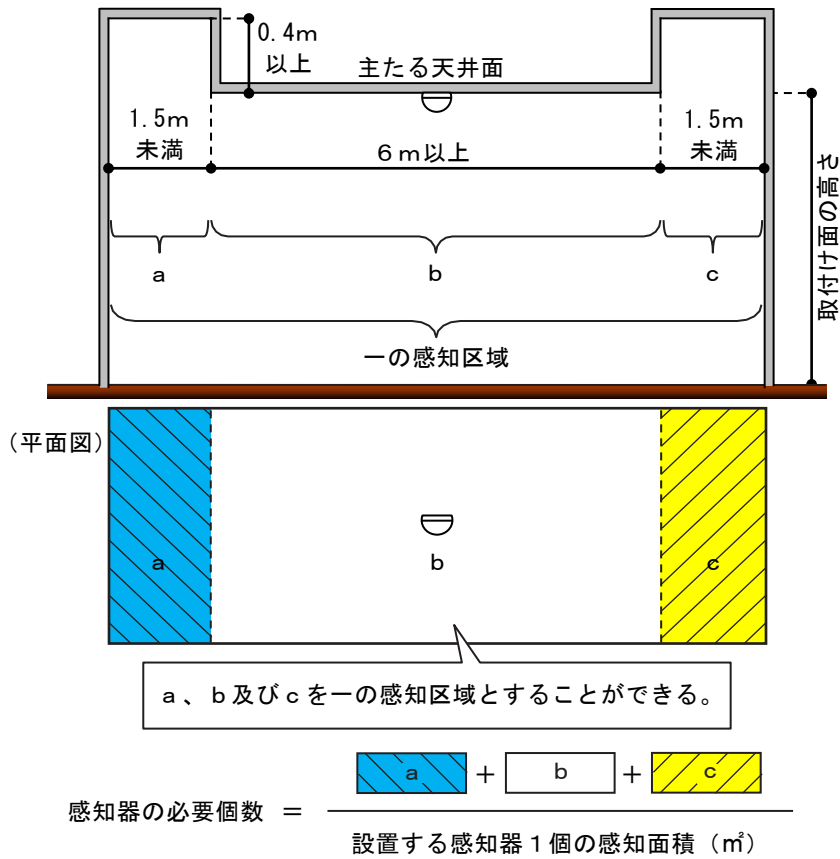 0.4m
以上
主たる天井面
1.5m
未満
6m以上
1.5m
未満
取付け面の高さ
a
b
c
一の感知区域
(平面図)
a
b
c
a、b及びcを一の感知区域とすることができる。
感知器の必要個数 =
a + b + c
設置する感知器1個の感知面積(㎡)